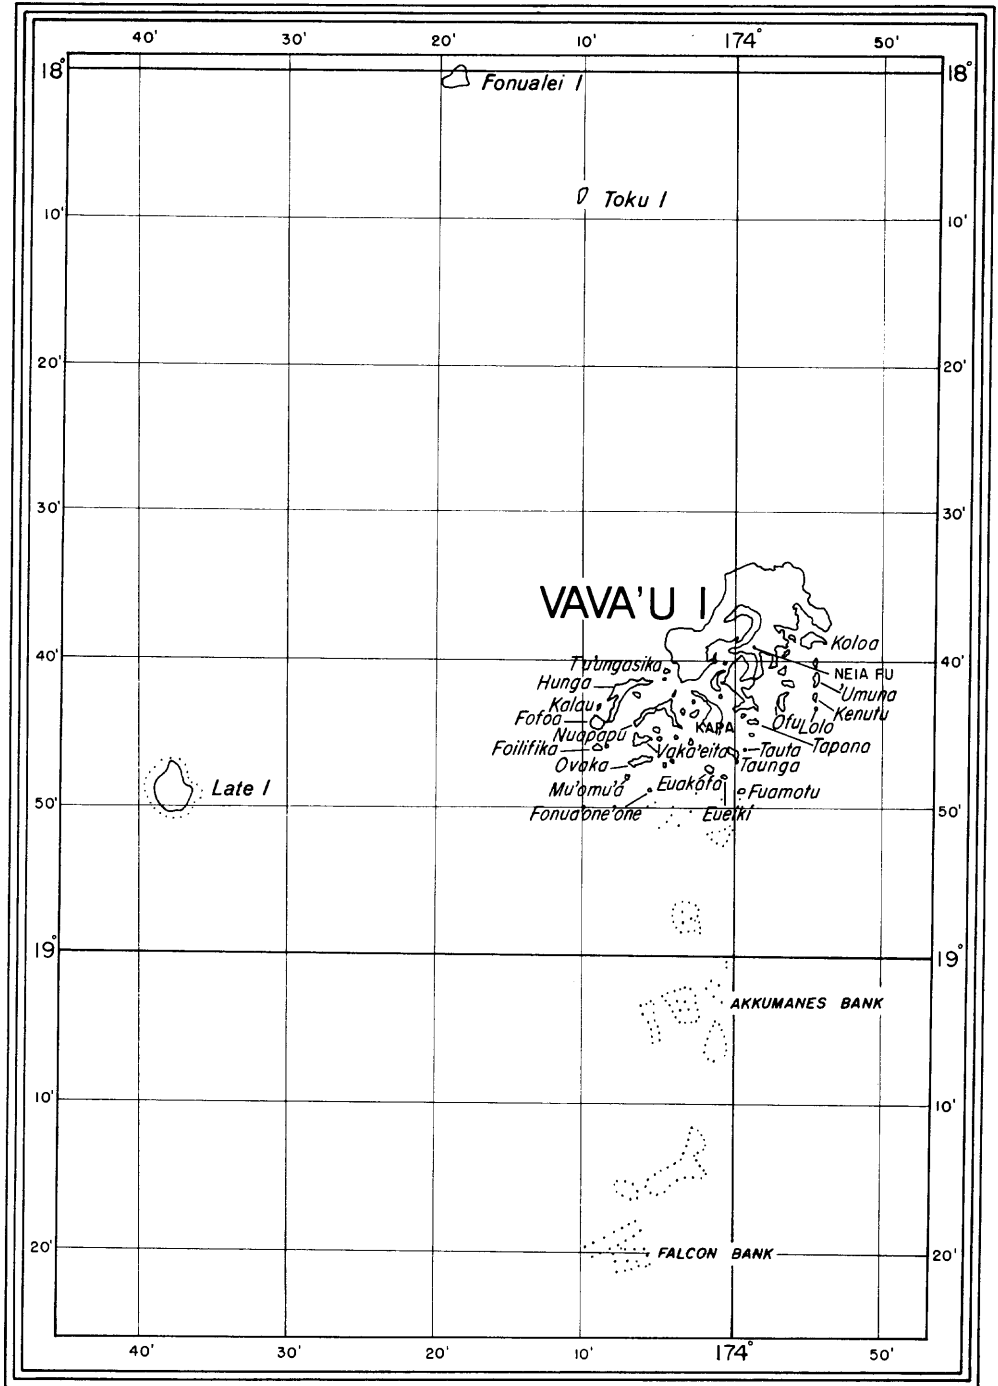 40' 30' 20' 10' 174° 50'
18° 18°
Fonualei I
Toku I
10' 10'
20' 20'
30' 30'
VAVA'U I
Koloa
40' 40'
Tu'ungasika
NEIA FU
Hunga
'Umuna
Kalau
Kenutu
Fofoa
Ofu Lolo
KAPA
Nuapapu
Tapana
Foilifika
Vaka'eita
Tauta
Ovaka
Taunga
Late I
Mu'omu'a
Euakafa
Fuamotu
50' 50'
Fonua'one'one
Eueiki
19° 19°
AKKUMANES BANK
10' 10'
20' 20'
FALCON BANK
40' 30' 20' 10' 174° 50'